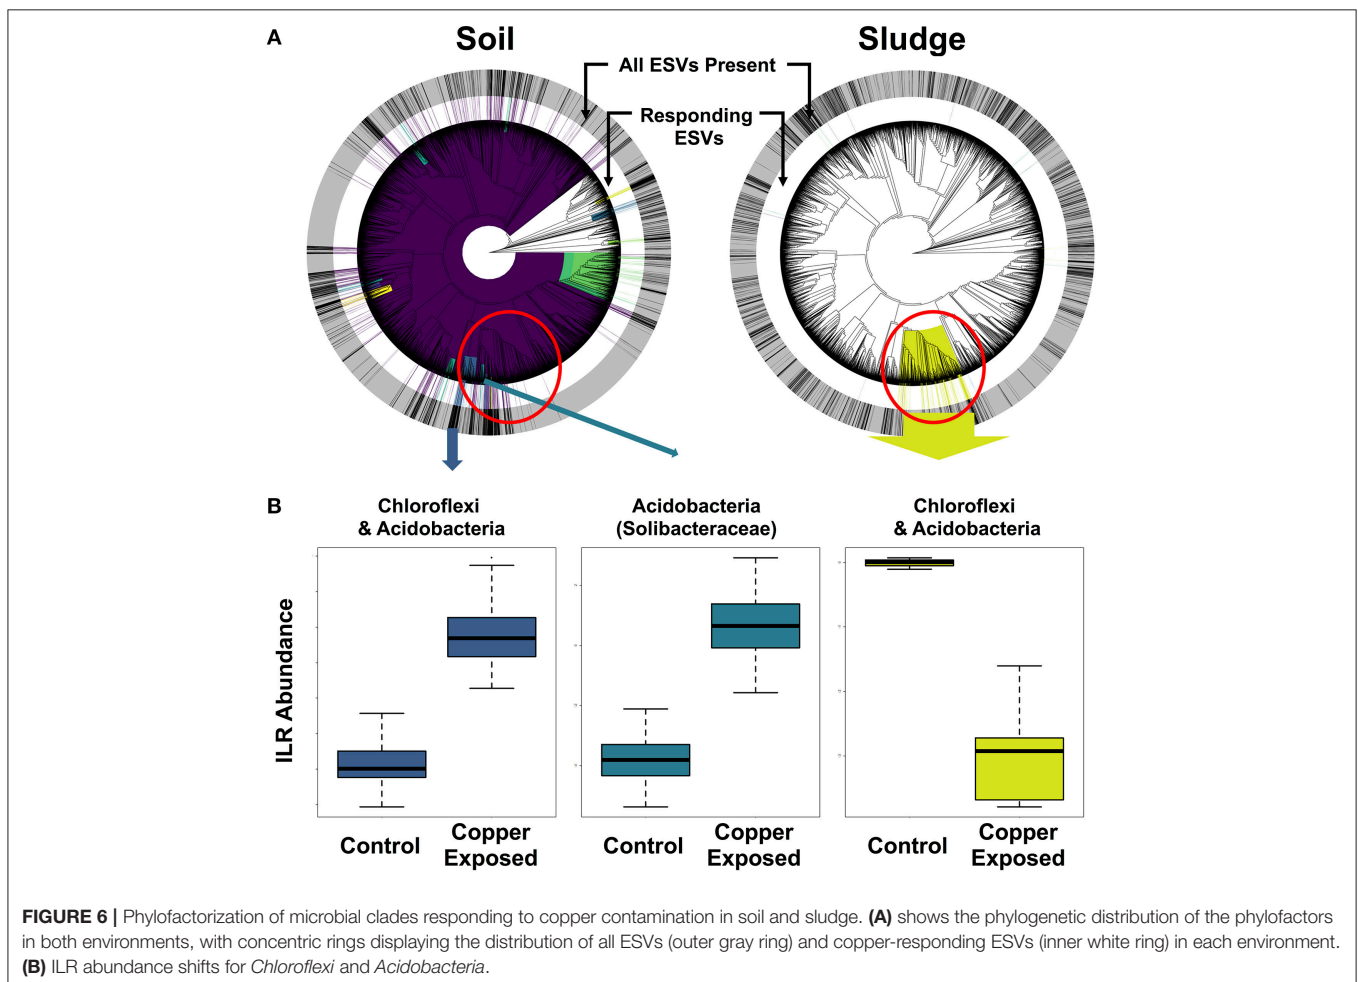 A
Soil
Sludge
All ESVs Present
Responding
ESVs
B
Chloroflexi
& Acidobacteria
Acidobacteria
(Solibacteraceae)
Chloroflexi
& Acidobacteria
ILR Abundance
Control
Copper
Exposed
Control
Copper
Exposed
Control
Copper
Exposed
FIGURE 6 | Phylofactorization of microbial clades responding to copper contamination in soil and sludge. (A) shows the phylogenetic distribution of the phylofactors
in both environments, with concentric rings displaying the distribution of all ESVs (outer gray ring) and copper-responding ESVs (inner white ring) in each environment.
(B) ILR abundance shifts for Chloroflexi and Acidobacteria.